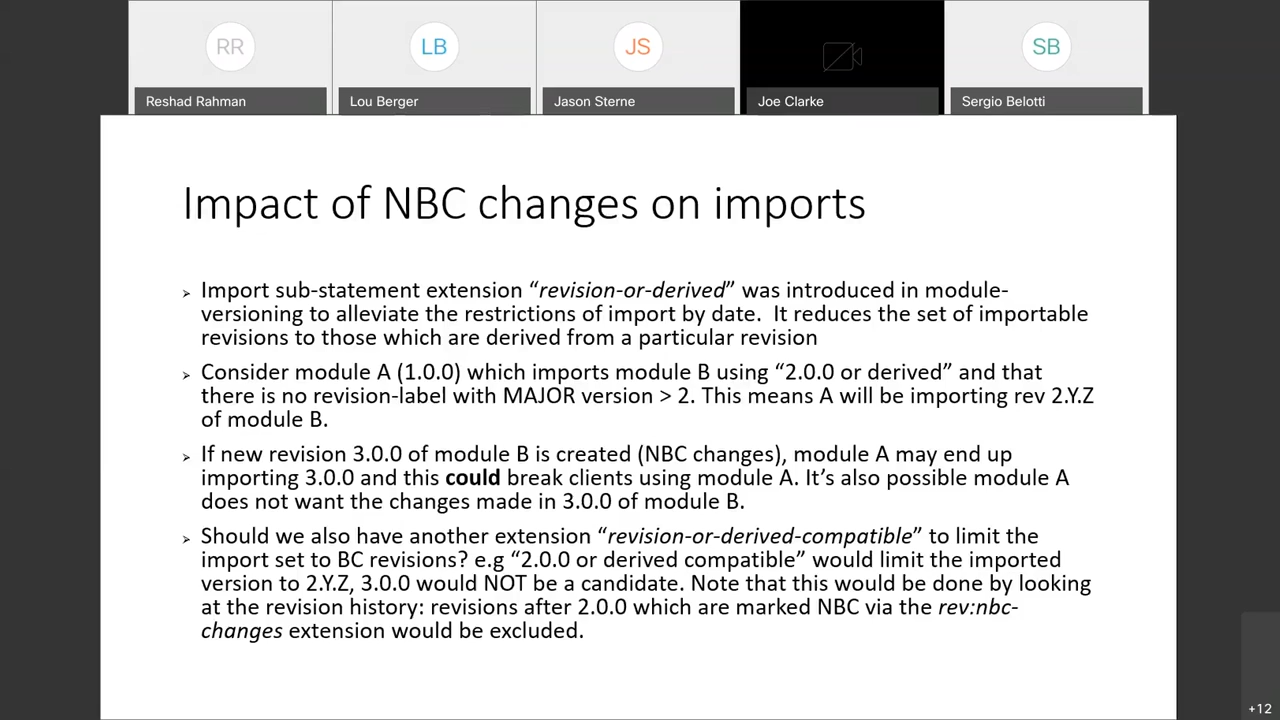 RR
LB
JS
SB
Reshad Rahman
Lou Berger
Jason Sterne
Joe Clarke
Sergio Belotti
Impact of NBC changes on imports
➢ Import sub-statement extension “revision-or-derived” was introduced in module-
versioning to alleviate the restrictions of import by date.  It reduces the set of importable
revisions to those which are derived from a particular revision
➢ Consider module A (1.0.0) which imports module B using “2.0.0 or derived” and that
there is no revision-label with MAJOR version > 2. This means A will be importing rev 2.Y.Z
of module B.
➢ If new revision 3.0.0 of module B is created (NBC changes), module A may end up
importing 3.0.0 and this could break clients using module A. It’s also possible module A
does not want the changes made in 3.0.0 of module B.
➢ Should we also have another extension “revision-or-derived-compatible” to limit the
import set to BC revisions? e.g “2.0.0 or derived compatible” would limit the imported
version to 2.Y.Z, 3.0.0 would NOT be a candidate. Note that this would be done by looking
at the revision history: revisions after 2.0.0 which are marked NBC via the rev:nbc-
changes extension would be excluded.
+12